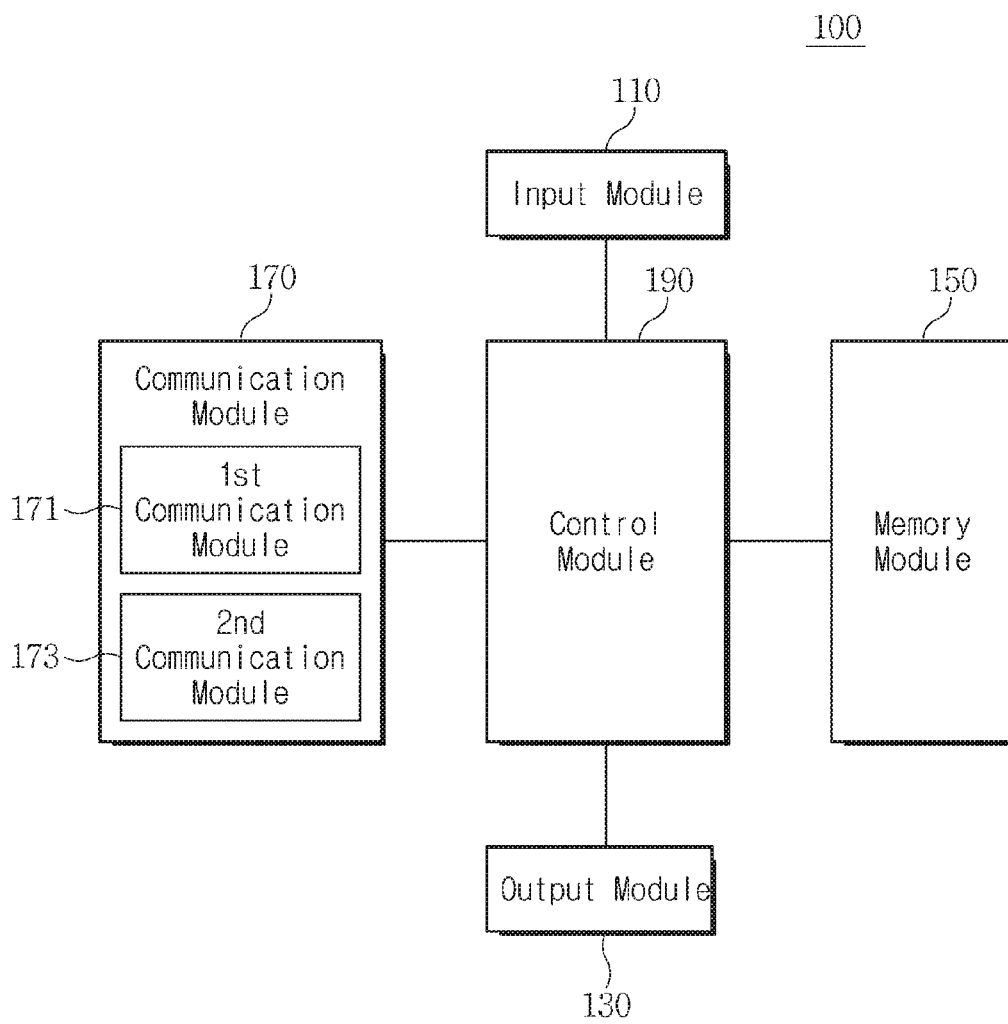 100
110
Input Module
170
190
150
Communication
Module
1st
Communication
Module
171
2nd
Communication
Module
173
Control
Module
Memory
Module
Output Module
130